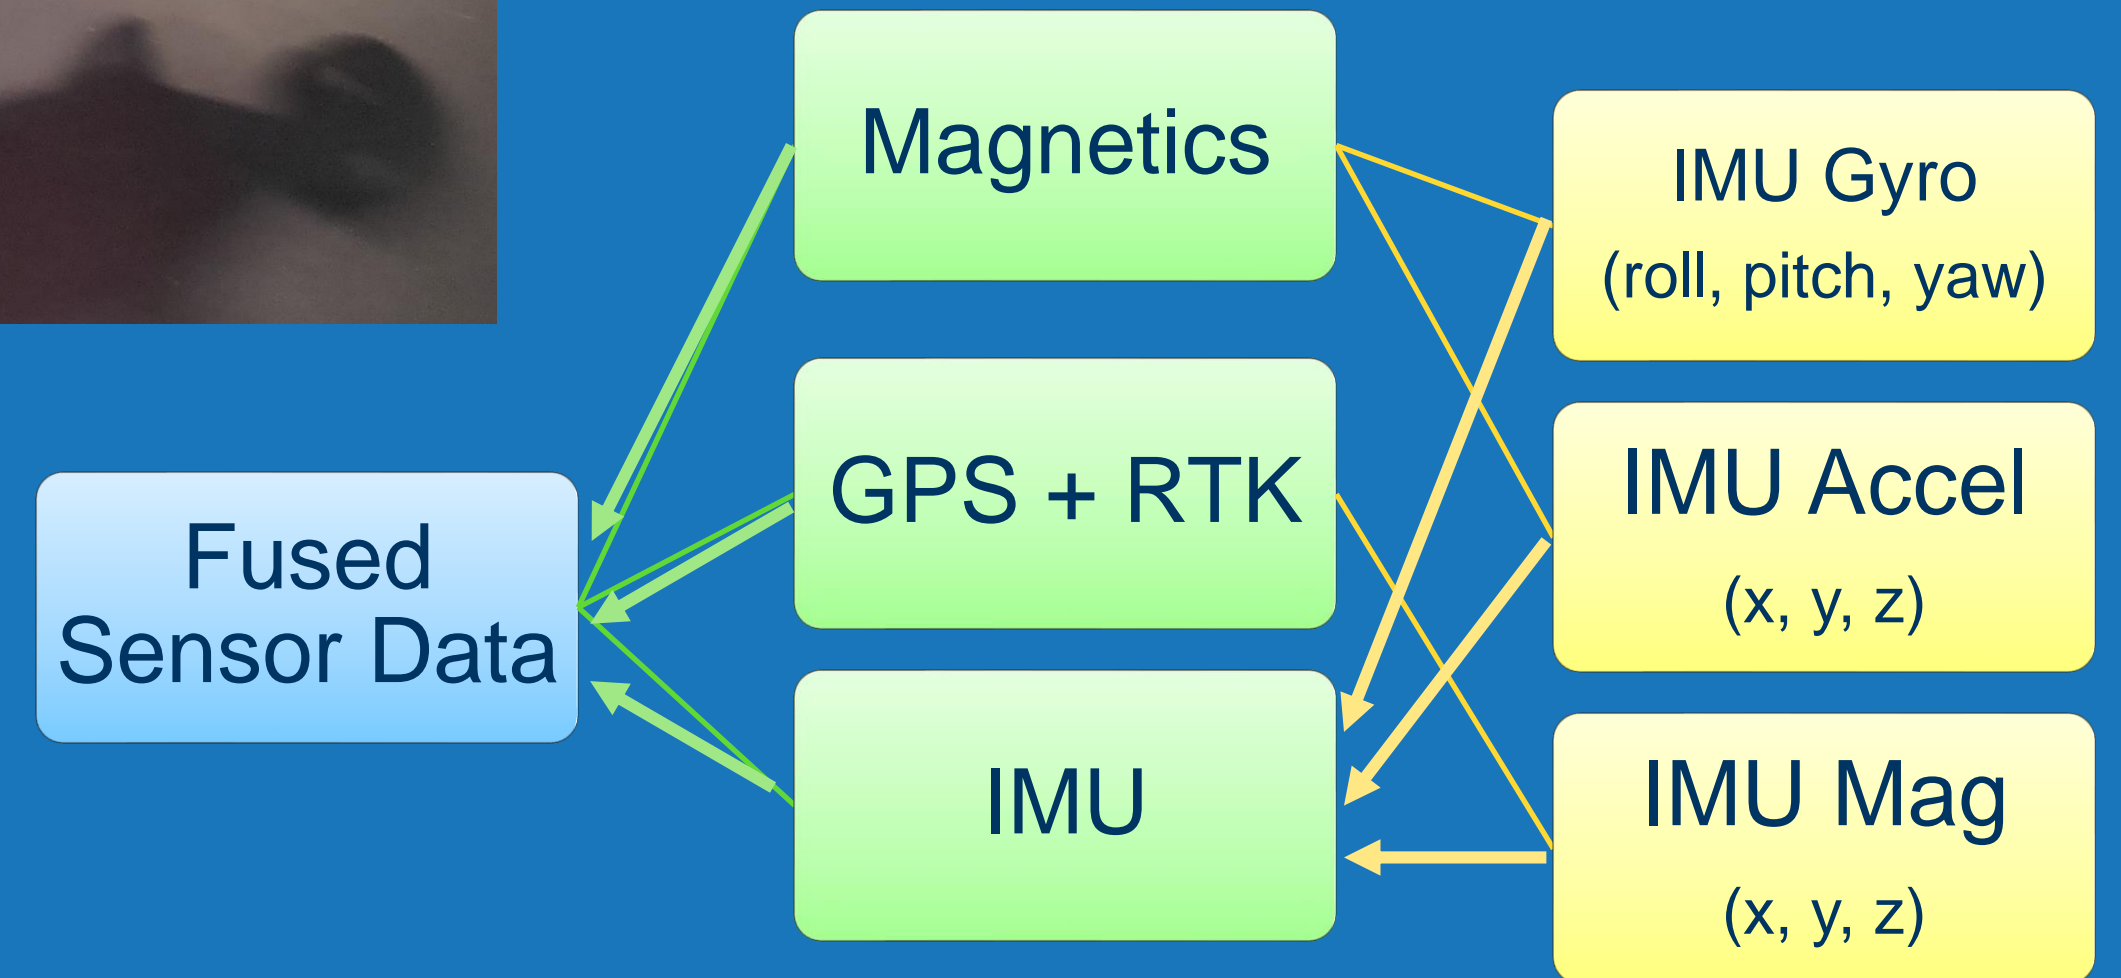 Magnetics
GPS + RTK
IMU
Fused
Sensor Data
IMU Gyro
(roll, pitch, yaw)
IMU Accel
(x, y, z)
IMU Mag
(x, y, z)